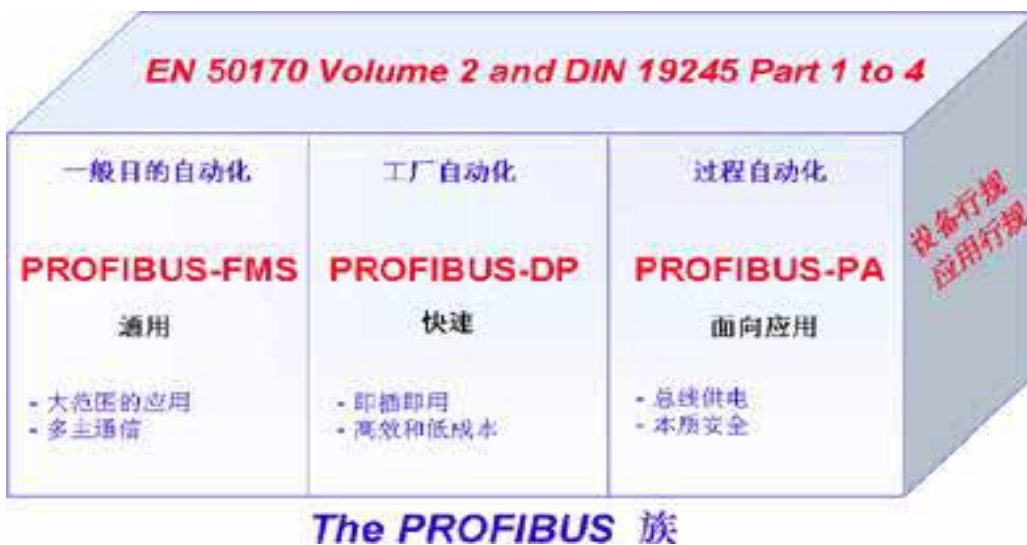 EN 50170 Volume 2 and DIN 19245 Part 1 to 4
一般目的自动化
PROFIBUS-FMS
通用
- 大范围的应用
- 多主通信
工厂自动化
PROFIBUS-DP
快速
- 即插即用
- 高效和低成本
过程自动化
PROFIBUS-PA
面向应用
- 总线供电
- 本质安全
设备行规
应用行规
The PROFIBUS 族